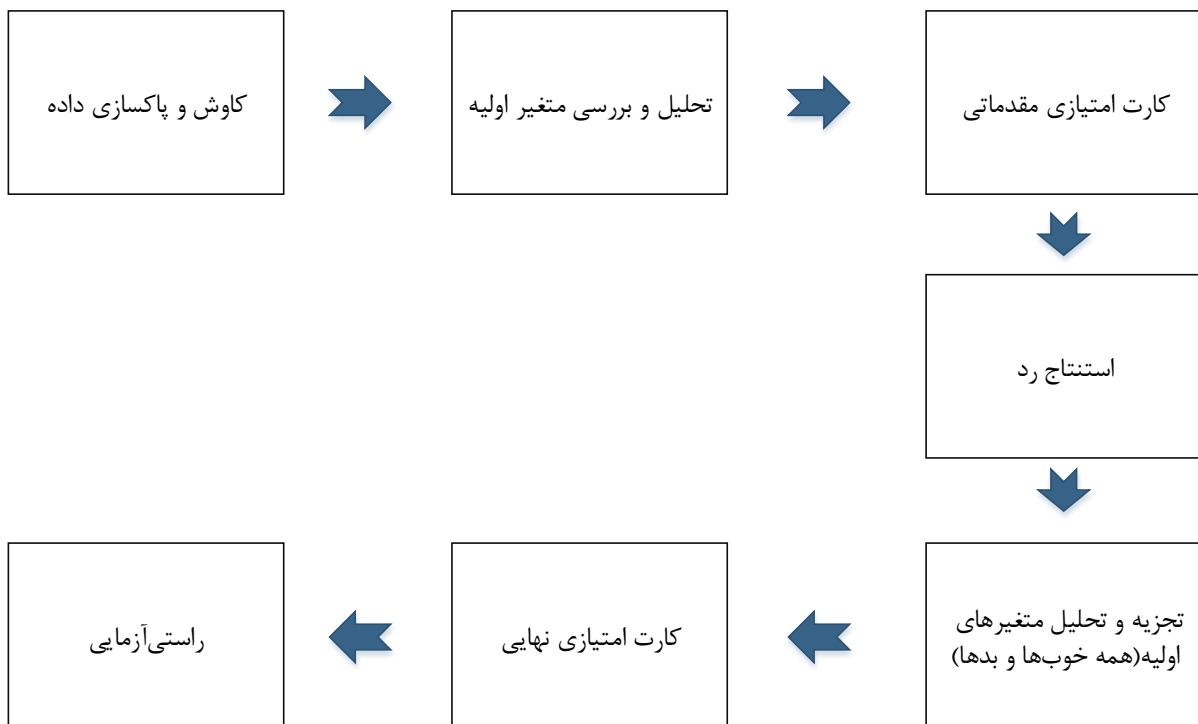 کاوش و پاکسازی داده
تحلیل و بررسی متغیر اولیه
کارت امتیازی مقدماتی
استنتاج رد
تجزیه و تحلیل متغیرهای
اولیه(همه خوب‌ها و بدها)
کارت امتیازی نهایی
راستی‌آزمایی